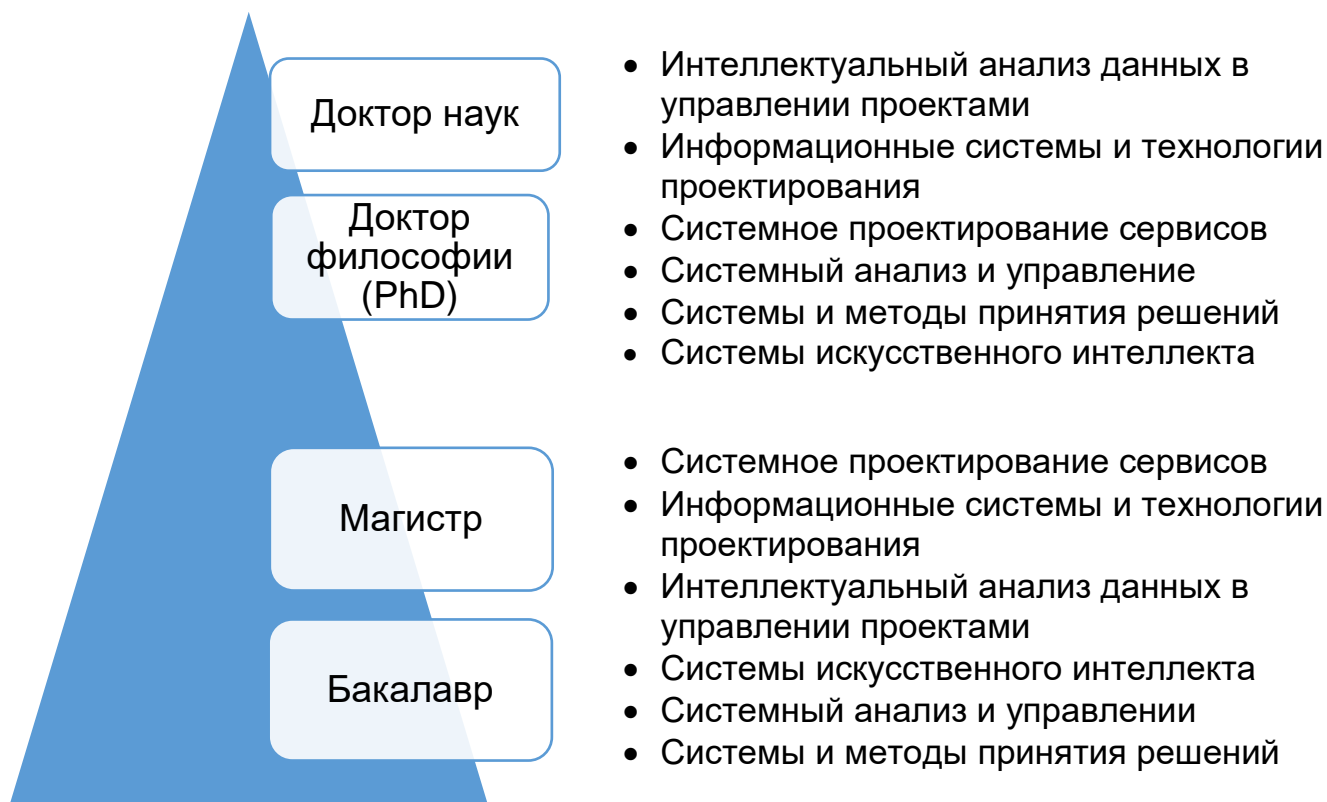 Доктор наук
Доктор
философии
(PhD)
• Интеллектуальный анализ данных в
управлении проектами
• Информационные системы и технологии
проектирования
• Системное проектирование сервисов
• Системный анализ и управление
• Системы и методы принятия решений
• Системы искусственного интеллекта
Магистр
Бакалавр
• Системное проектирование сервисов
• Информационные системы и технологии
проектирования
• Интеллектуальный анализ данных в
управлении проектами
• Системы искусственного интеллекта
• Системный анализ и управлении
• Системы и методы принятия решений